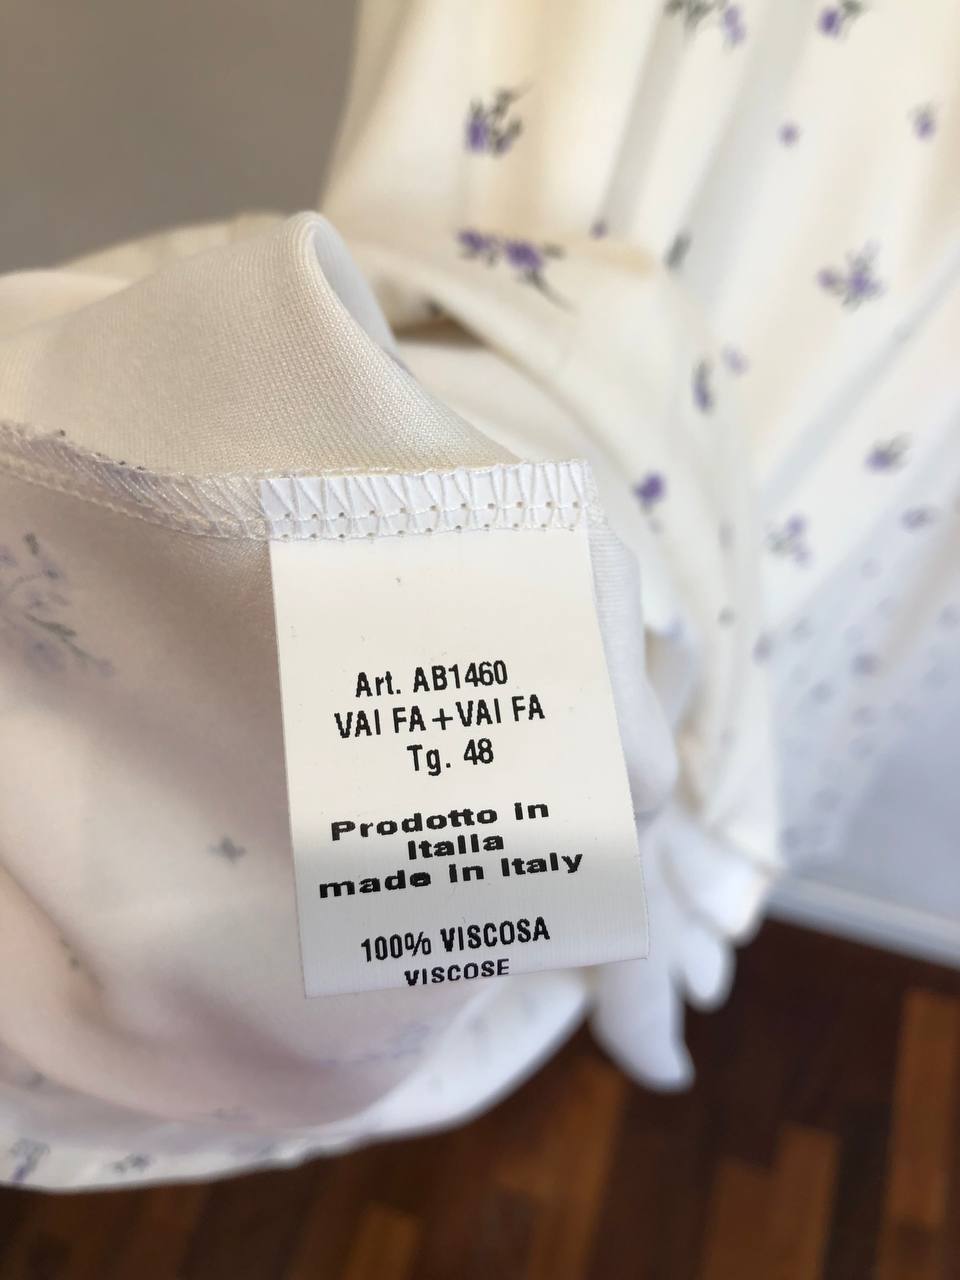 Art. AB1460
VAI FA+VAI FA
Tg. 48
Prodotto in
Italia
made in Italy
100% VISCOSA
VISCOSE